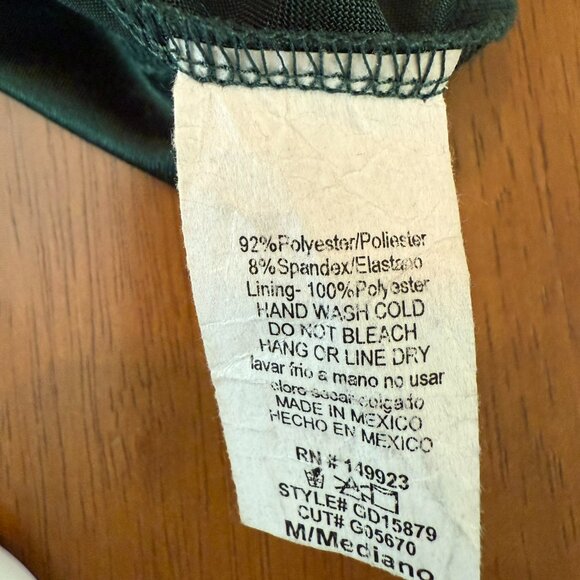 92%Polyester/Poliester
8%Spandex/Elastano
Lining- 100%Polyester
HAND WASH COLD
DO NOT BLEACH
HANG OR LINE DRY
lavar frio a mano no usar
cloro secar colgado
MADE IN MEXICO
HECHO EN MEXICO
RN # 149923
STYLE# GD15879
CUT# G05670
M/Mediano